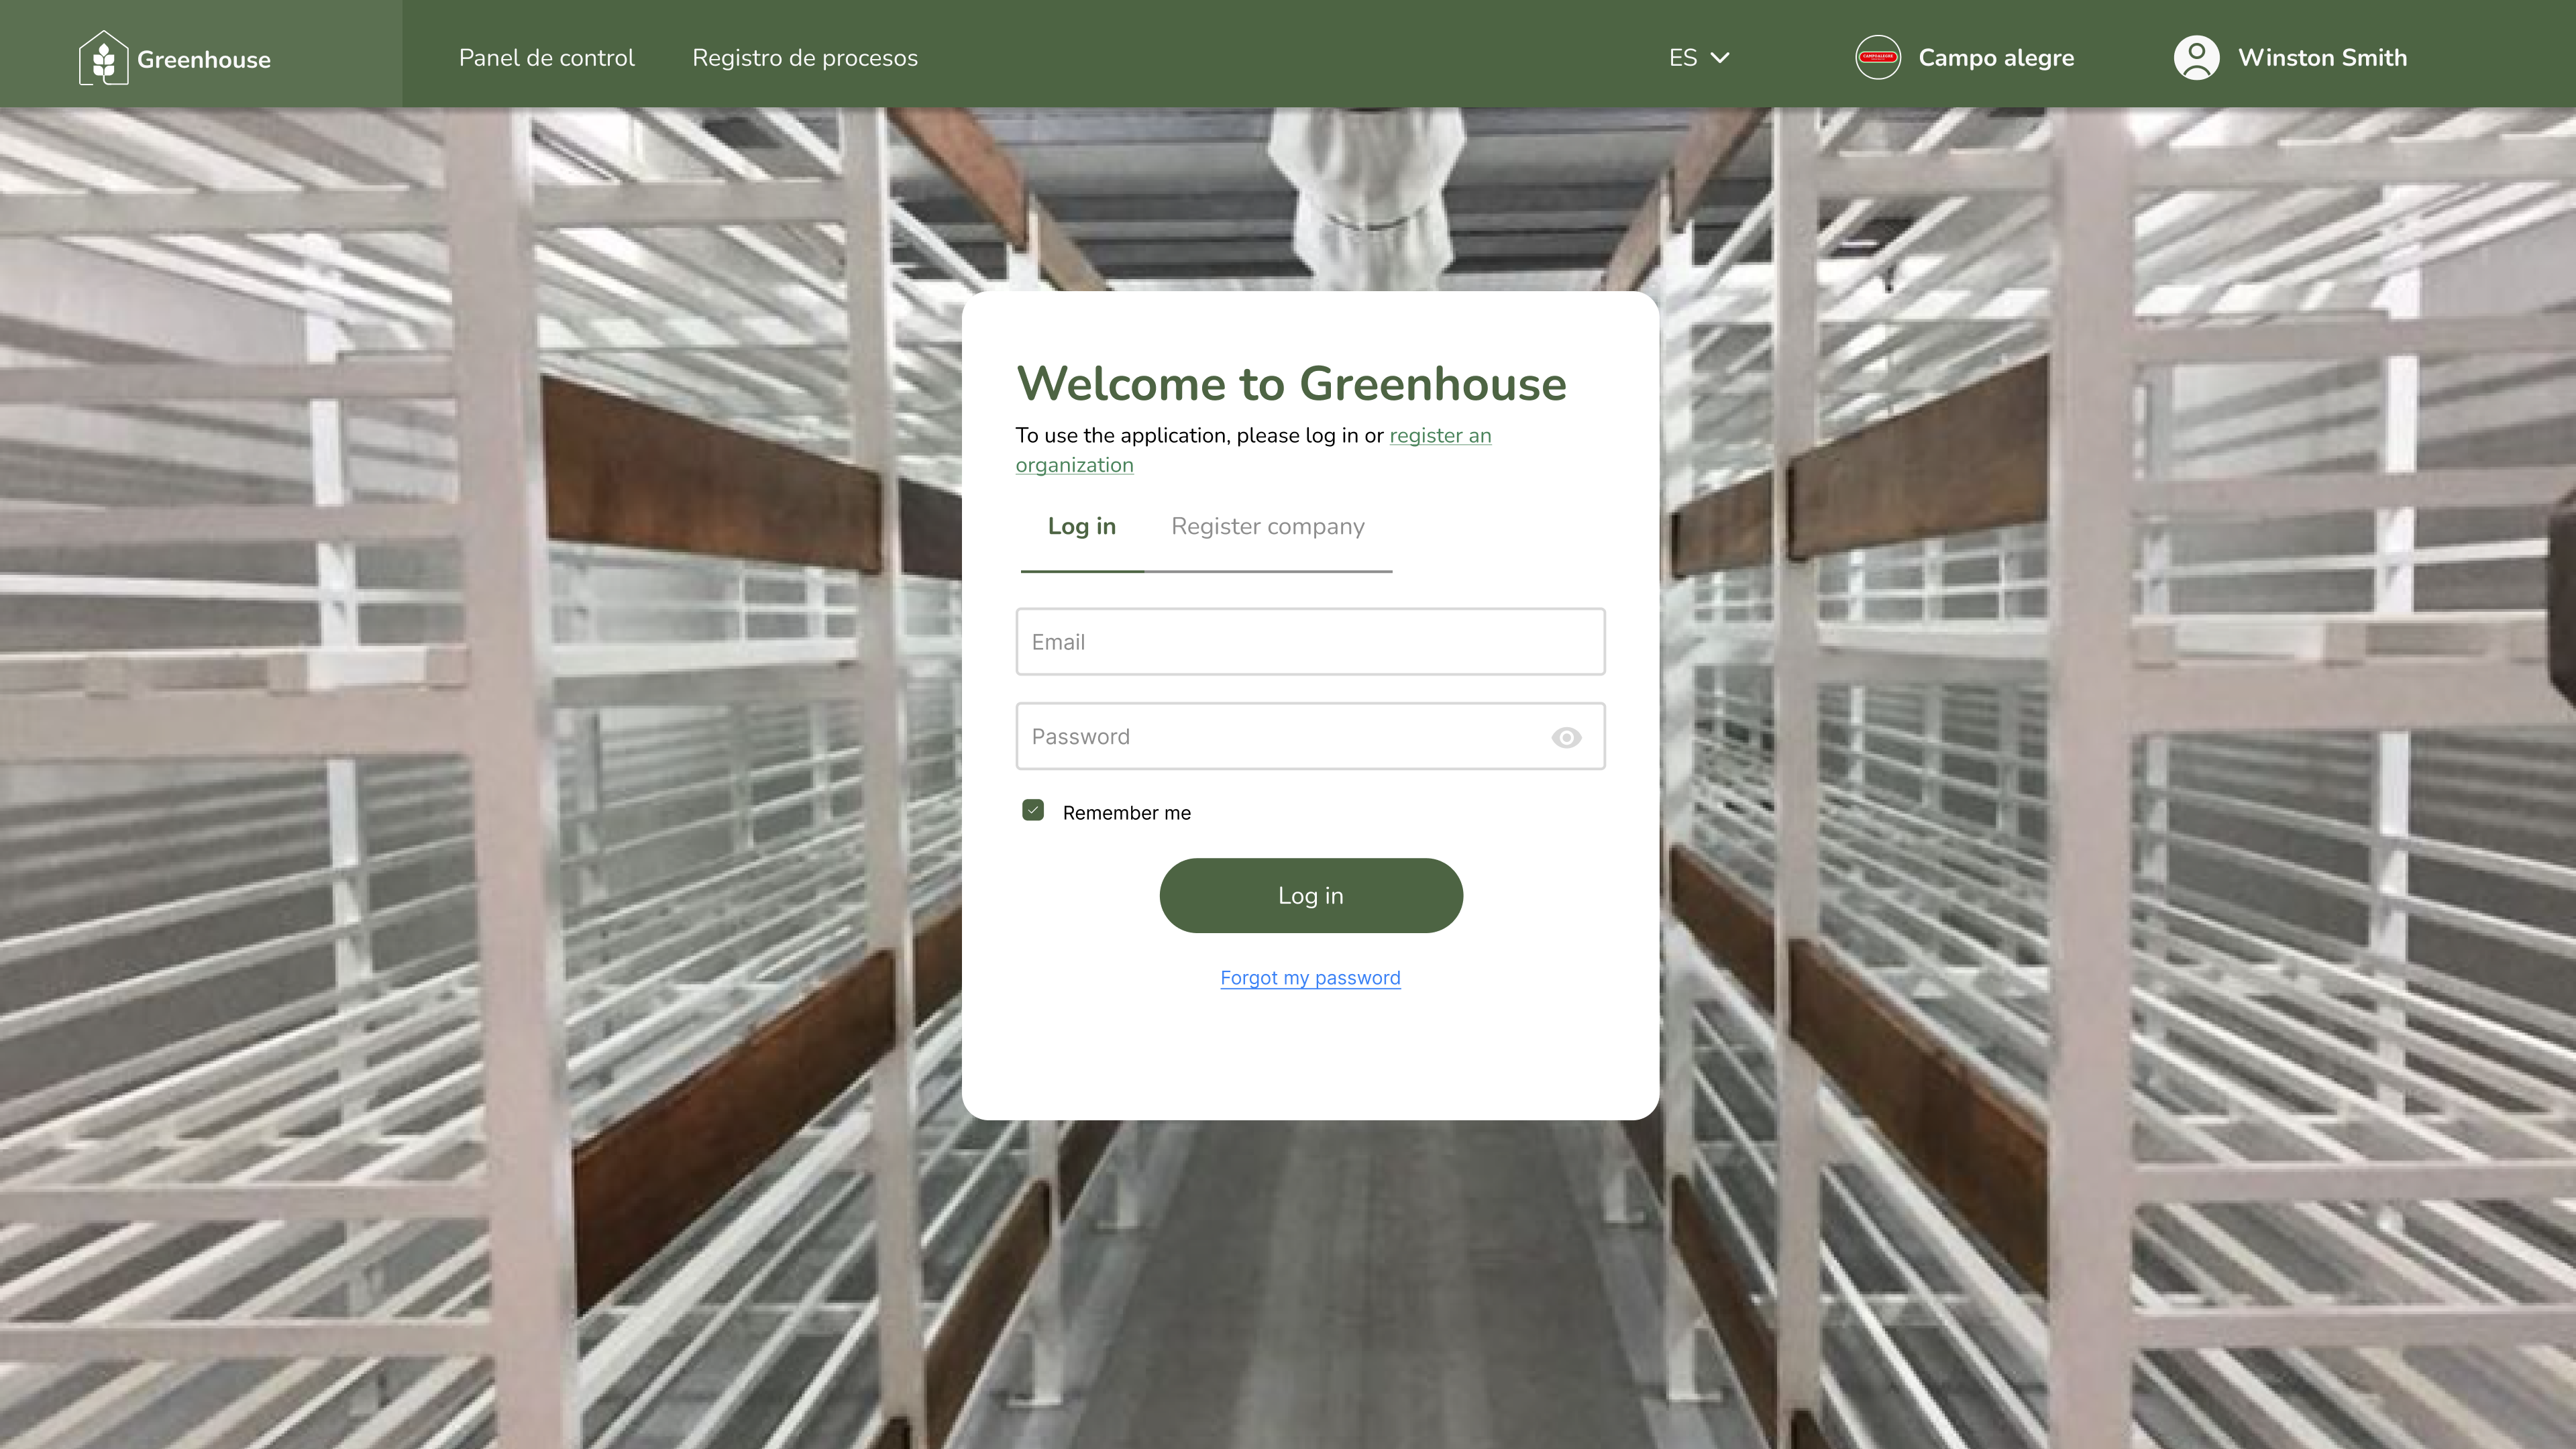 Greenhouse
Panel de control
Registro de procesos
ES
Campo alegre
Winston Smith
Welcome to Greenhouse
To use the application, please log in or register an
organization
Log in
Register company
Email
Password
Remember me
Log in
Forgot my password